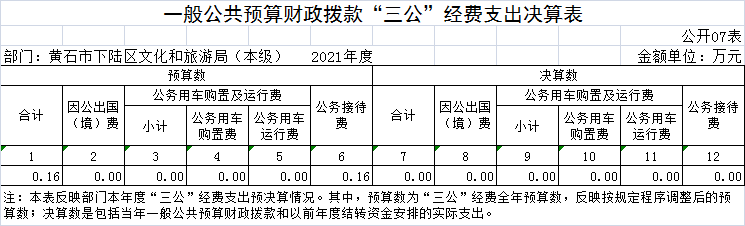 一般公共预算财政拨款“三公”经费支出决算表
公开07表
部门：黄石市下陆区文化和旅游局（本级） 2021年度 金额单位：万元
预算数 决算数
合计 因公出国（境）费 公务用车购置及运行费 公务接待费 合计 因公出国（境）费 公务用车购置及运行费 公务接待费
小计 公务用车购置费 公务用车运行费 小计 公务用车购置费 公务用车运行费
1 2 3 4 5 6 7 8 9 10 11 12
0.16 0.00 0.00 0.00 0.00 0.16 0.00 0.00 0.00 0.00 0.00 0.00
注：本表反映部门本年度“三公”经费支出预决算情况。其中，预算数为“三公”经费全年预算数，反映按规定程序调整后的预
算数；决算数是包括当年一般公共预算财政拨款和以前年度结转资金安排的实际支出。